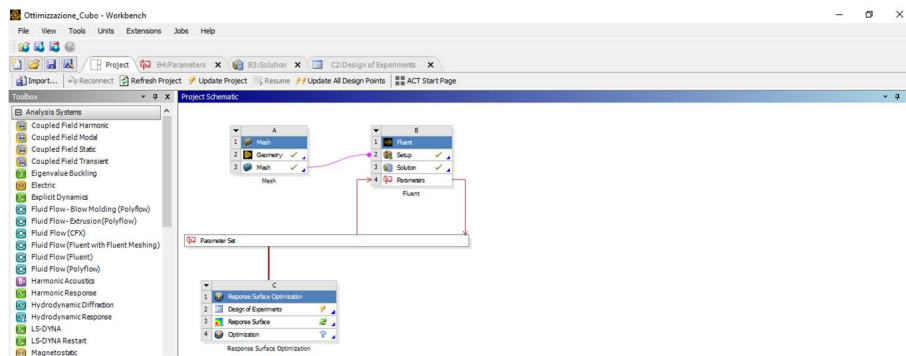 Ottimizzazione_Cubo - Workbench
File View Tools Units Extensions Jobs Help
Project B4:Parameters B3:Solution C2:Design of Experiments
Import... Reconnect Refresh Project Update Project Resume Update All Design Points ACT Start Page
Toolbox
Project Schematic
Analysis Systems
Coupled Field Harmonic
Coupled Field Modal
Coupled Field Static
Coupled Field Transient
Eigenvalue Buckling
Electric
Explicit Dynamics
Fluid Flow - Blow Molding (Polyflow)
Fluid Flow - Extrusion (Polyflow)
Fluid Flow (CFX)
Fluid Flow (Fluent with Fluent Meshing)
Fluid Flow (Fluent)
Fluid Flow (Polyflow)
Harmonic Acoustics
Harmonic Response
Hydrodynamic Diffraction
Hydrodynamic Response
LS-DYNA
LS-DYNA Restart
Magnetostatic
A
1 Mesh
2 Geometry
3 Mesh
Mesh
B
1 Fluent
2 Setup
3 Solution
4 Parameters
Fluent
Parameter Set
C
1 Response Surface Optimization
2 Design of Experiments
3 Response Surface
4 Optimization
Response Surface Optimization